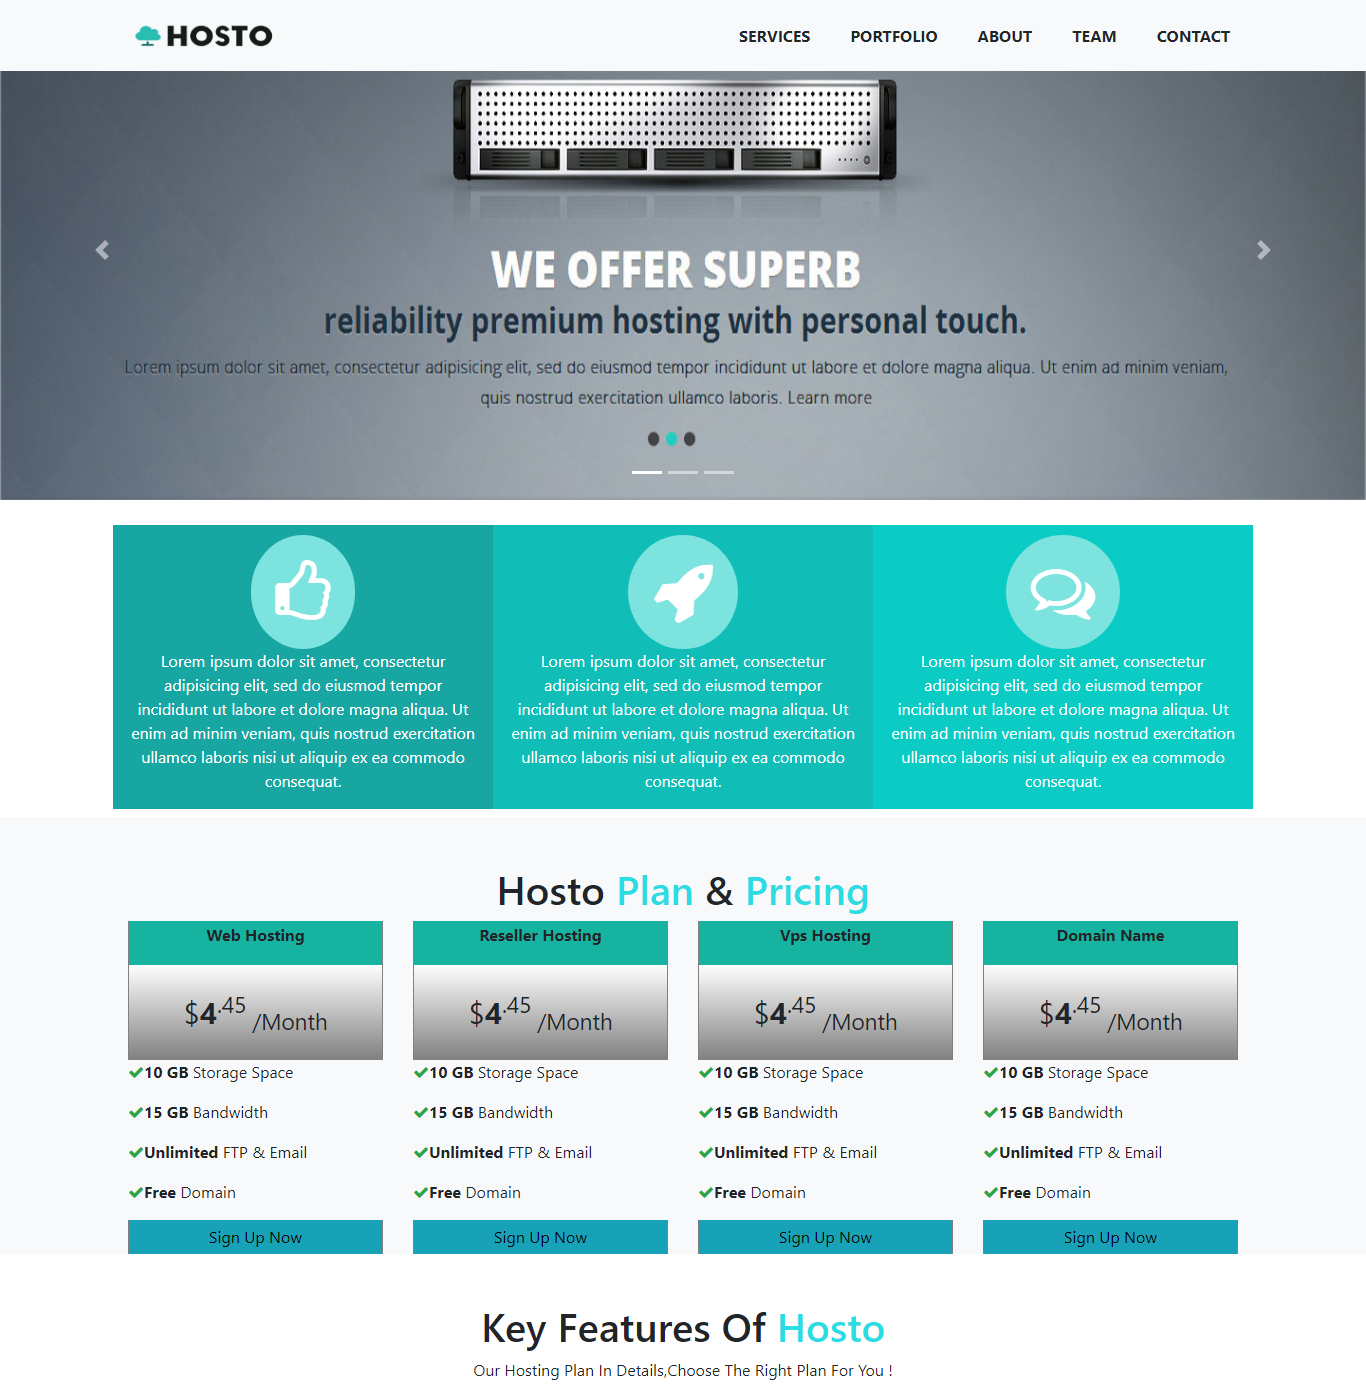 HOSTO
SERVICES PORTFOLIO ABOUT TEAM CONTACT
WE OFFER SUPERB
reliability premium hosting with personal touch.
Lorem ipsum dolor sit amet, consectetur adipisicing elit, sed do eiusmod tempor incididunt ut labore et dolore magna aliqua. Ut enim ad minim veniam,
quis nostrud exercitation ullamco laboris. Learn more
Lorem ipsum dolor sit amet, consectetur
adipisicing elit, sed do eiusmod tempor
incididunt ut labore et dolore magna aliqua. Ut
enim ad minim veniam, quis nostrud exercitation
ullamco laboris nisi ut aliquip ex ea commodo
consequat.
Lorem ipsum dolor sit amet, consectetur
adipisicing elit, sed do eiusmod tempor
incididunt ut labore et dolore magna aliqua. Ut
enim ad minim veniam, quis nostrud exercitation
ullamco laboris nisi ut aliquip ex ea commodo
consequat.
Lorem ipsum dolor sit amet, consectetur
adipisicing elit, sed do eiusmod tempor
incididunt ut labore et dolore magna aliqua. Ut
enim ad minim veniam, quis nostrud exercitation
ullamco laboris nisi ut aliquip ex ea commodo
consequat.
Hosto Plan & Pricing
Web Hosting
$4.45 /Month
10 GB Storage Space
15 GB Bandwidth
Unlimited FTP & Email
Free Domain
Sign Up Now
Reseller Hosting
$4.45 /Month
10 GB Storage Space
15 GB Bandwidth
Unlimited FTP & Email
Free Domain
Sign Up Now
Vps Hosting
$4.45 /Month
10 GB Storage Space
15 GB Bandwidth
Unlimited FTP & Email
Free Domain
Sign Up Now
Domain Name
$4.45 /Month
10 GB Storage Space
15 GB Bandwidth
Unlimited FTP & Email
Free Domain
Sign Up Now
Key Features Of Hosto
Our Hosting Plan In Details,Choose The Right Plan For You !